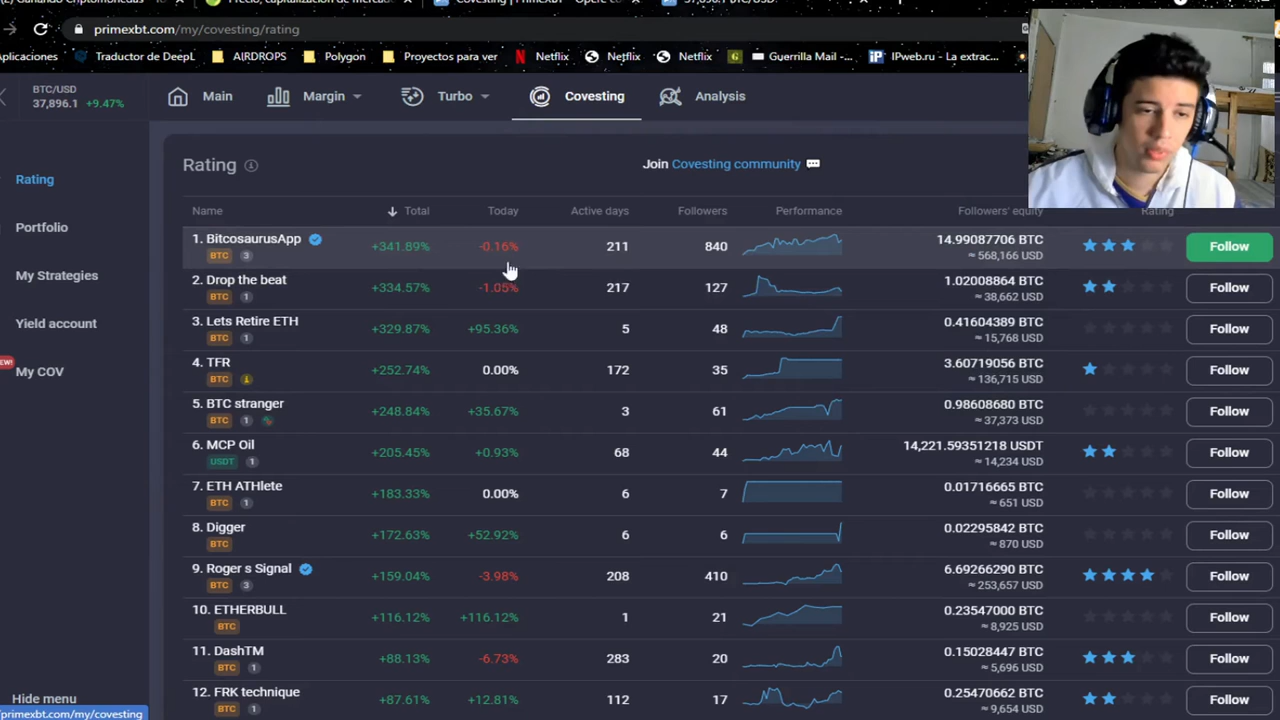 primexbt.com/my/covesting/rating
Traductor de DeepL
A(RDROPS
Polygon
Proyectos para ver
Netflix
Netflix
Netflix
Guerrilla Mail -...
IPweb.ru - La extrac...
BTC/USD
37,896.1 +9.47%
Main
Margin
Turbo
Covesting
Analysis
Rating
Portfolio
My Strategies
Yield account
NEW!
My COV
Hide menu
/primexbt.com/my/covesting
Rating
Join Covesting community
Name Total Today Active days Followers Performance Followers' equity Rating
1. BitcosaurusApp +341.89% -0.16% 211 840 14.99087706 BTC Follow
BTC 3 ≈ 568,166 USD
2. Drop the beat +334.57% -1.05% 217 127 1.02008864 BTC Follow
BTC 1 ≈ 38,662 USD
3. Lets Retire ETH +329.87% +95.36% 5 48 0.41604389 BTC Follow
BTC 1 ≈ 15,768 USD
4. TFR +252.74% 0.00% 172 35 3.60719056 BTC Follow
BTC ≈ 136,715 USD
5. BTC stranger +248.84% +35.67% 3 61 0.98608680 BTC Follow
BTC 1 ≈ 37,373 USD
6. MCP Oil +205.45% +0.93% 68 44 14,221.59351218 USDT Follow
USDT 1 ≈ 14,234 USD
7. ETH ATHlete +183.33% 0.00% 6 7 0.01716665 BTC Follow
BTC 1 ≈ 651 USD
8. Digger +172.63% +52.92% 6 6 0.02295842 BTC Follow
BTC ≈ 870 USD
9. Roger s Signal +159.04% -3.98% 208 410 6.69266290 BTC Follow
BTC 3 ≈ 253,657 USD
10. ETHERBULL +116.12% +116.12% 1 21 0.23547000 BTC Follow
BTC ≈ 8,925 USD
11. DashTM +88.13% -6.73% 283 20 0.15028447 BTC Follow
BTC 1 ≈ 5,696 USD
12. FRK technique +87.61% +12.81% 112 17 0.25470662 BTC Follow
BTC 1 ≈ 9,654 USD